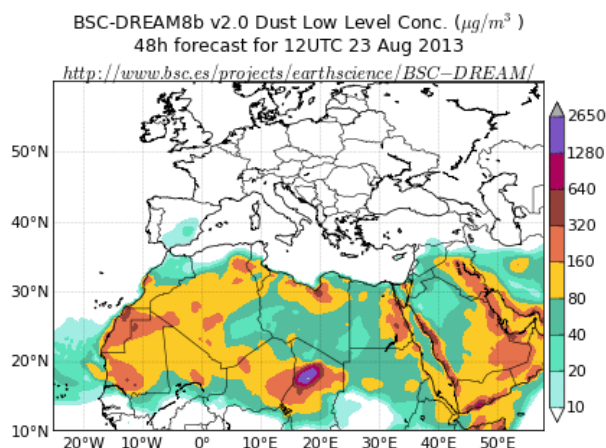 BSC-DREAM8b v2.0 Dust Low Level Conc. (μg/m³ )
48h forecast for 12UTC 23 Aug 2013
http://www.bsc.es/projects/earthscience/BSC−DREAM/
2650
1280
640
320
160
80
40
20
10
50°N
40°N
30°N
20°N
10°N
20°W 10°W 0° 10°E 20°E 30°E 40°E 50°E